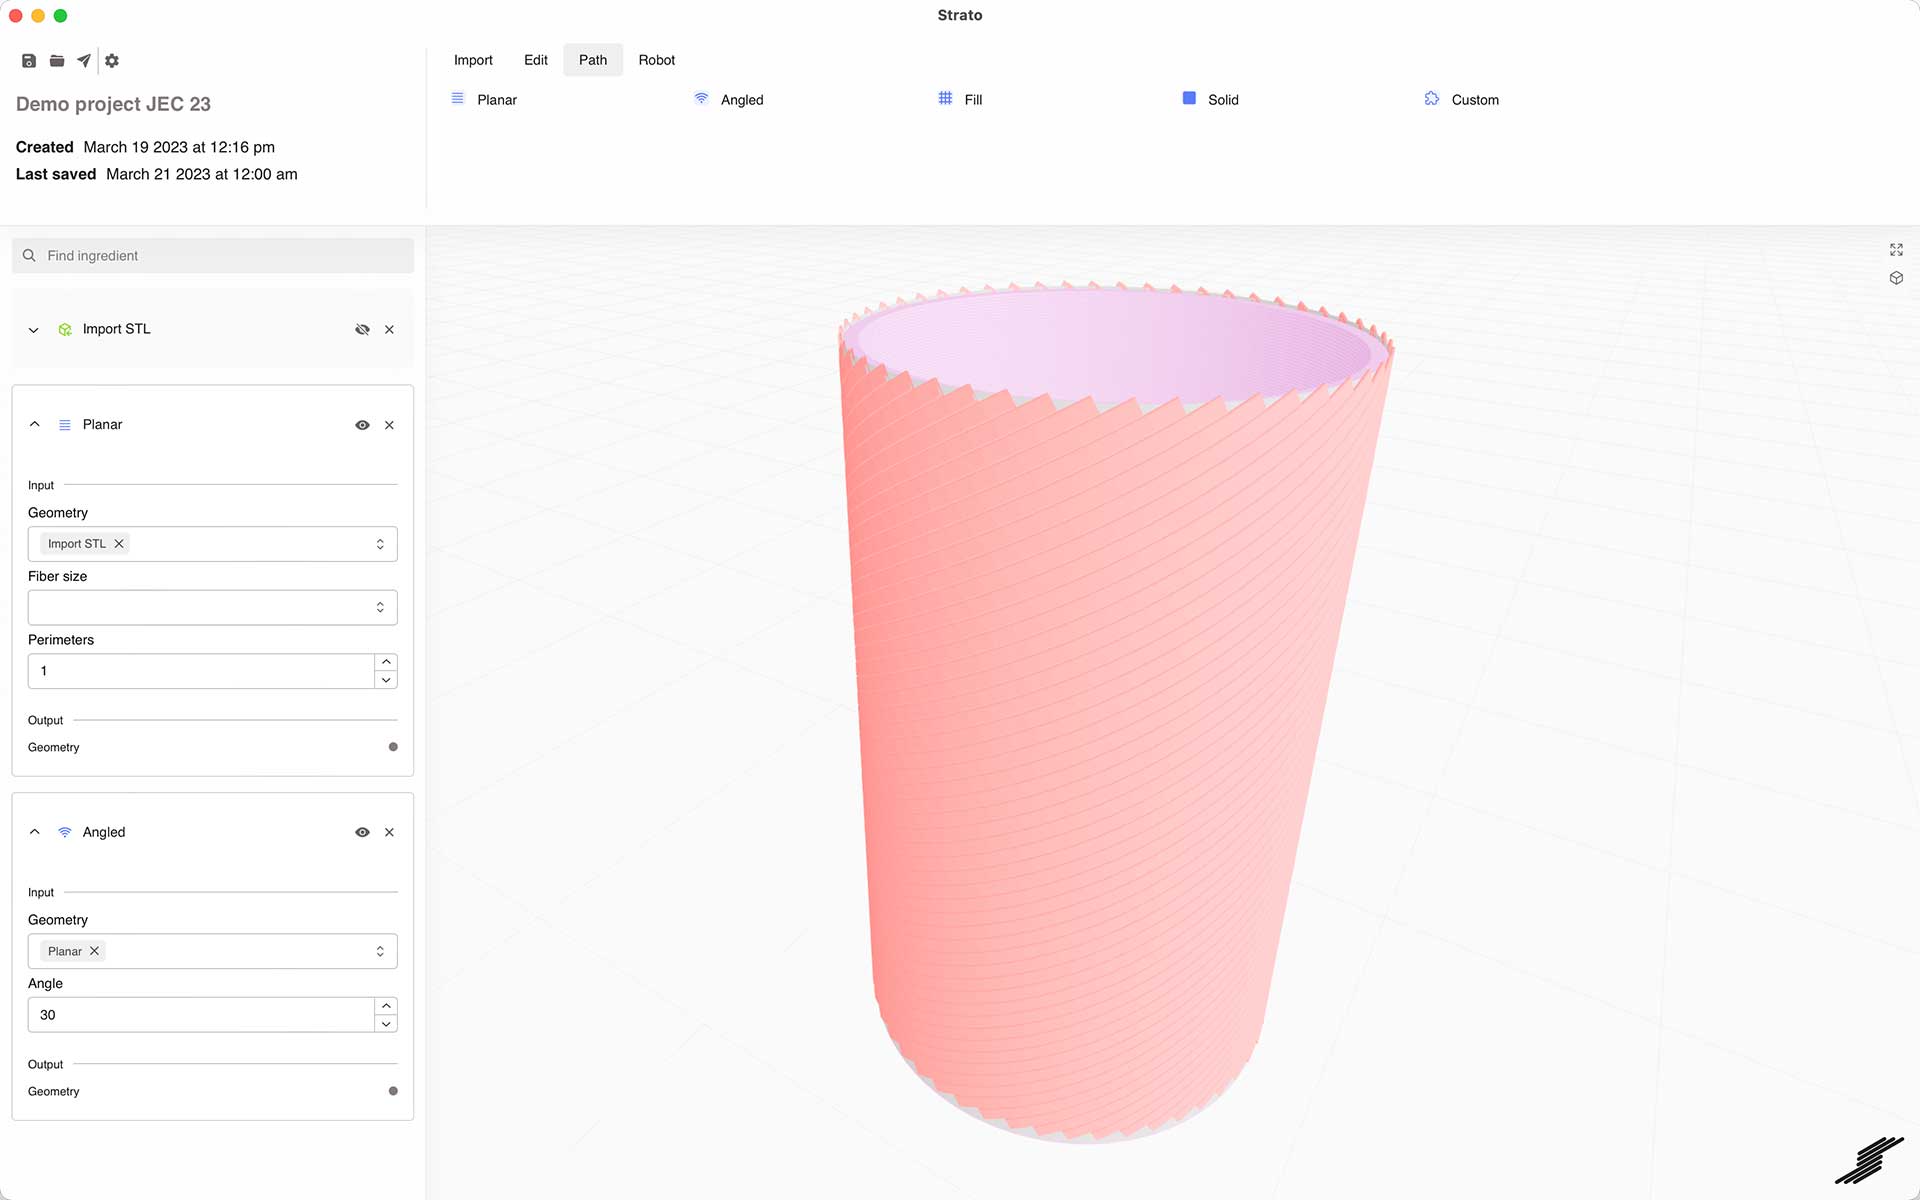 Strato
Import Edit Path Robot
Planar Angled Fill Solid Custom
Demo project JEC 23
Created March 19 2023 at 12:16 pm
Last saved March 21 2023 at 12:00 am
Find ingredient
Import STL
Planar
Input
Geometry
Import STL
Fiber size
Perimeters
1
Output
Geometry
Angled
Input
Geometry
Planar
Angle
30
Output
Geometry